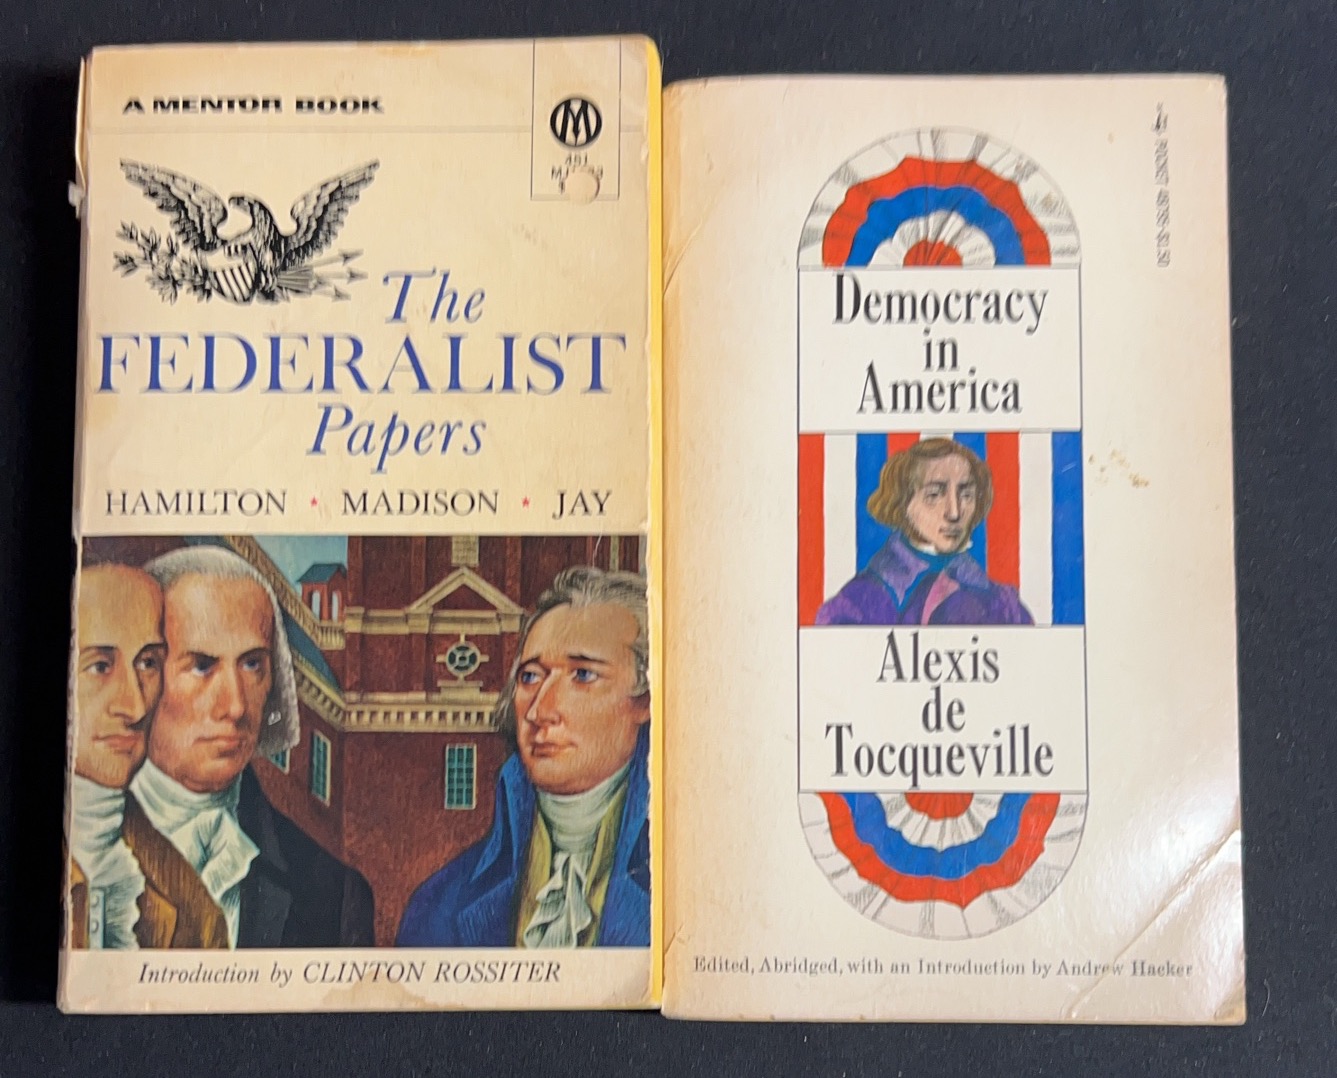 A MENTOR BOOK
M
451
The
FEDERALIST
Papers
HAMILTON * MADISON * JAY
Introduction by CLINTON ROSSITER
Democracy
in
America
Alexis
de
Tocqueville
Edited, Abridged, with an Introduction by Andrew Hacker